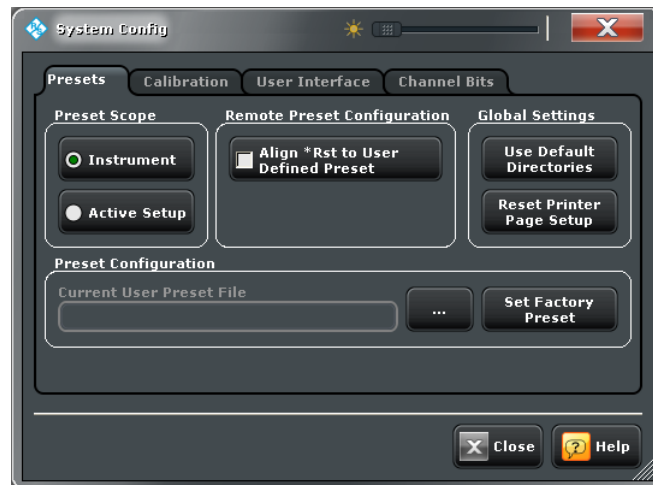 System Config
Presets
Calibration
User Interface
Channel Bits
Preset Scope
Instrument
Active Setup
Remote Preset Configuration
Align *Rst to User
Defined Preset
Global Settings
Use Default
Directories
Reset Printer
Page Setup
Preset Configuration
Current User Preset File
...
Set Factory
Preset
Close
Help